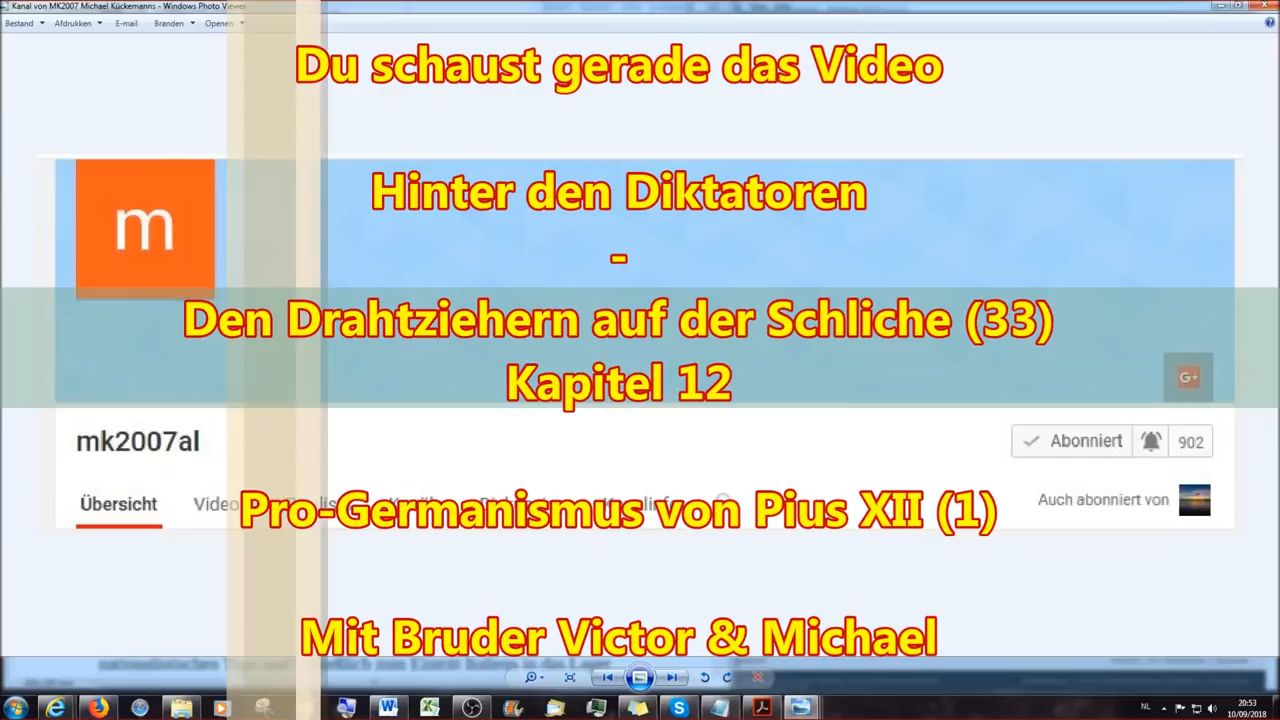 Kanal von MK2007 Michael Kückemanns - Windows Photo Viewer
Bestand Afdrukken E-mail Branden Openen
Du schaust gerade das Video
Hinter den Diktatoren
-
Den Drahtziehern auf der Schliche (33)
Kapitel 12
m
G+
mk2007al
Abonniert 902
Übersicht Video
Auch abonniert von
Pro-Germanismus von Pius XII (1)
Mit Bruder Victor & Michael
NL
20:53
10/09/2018